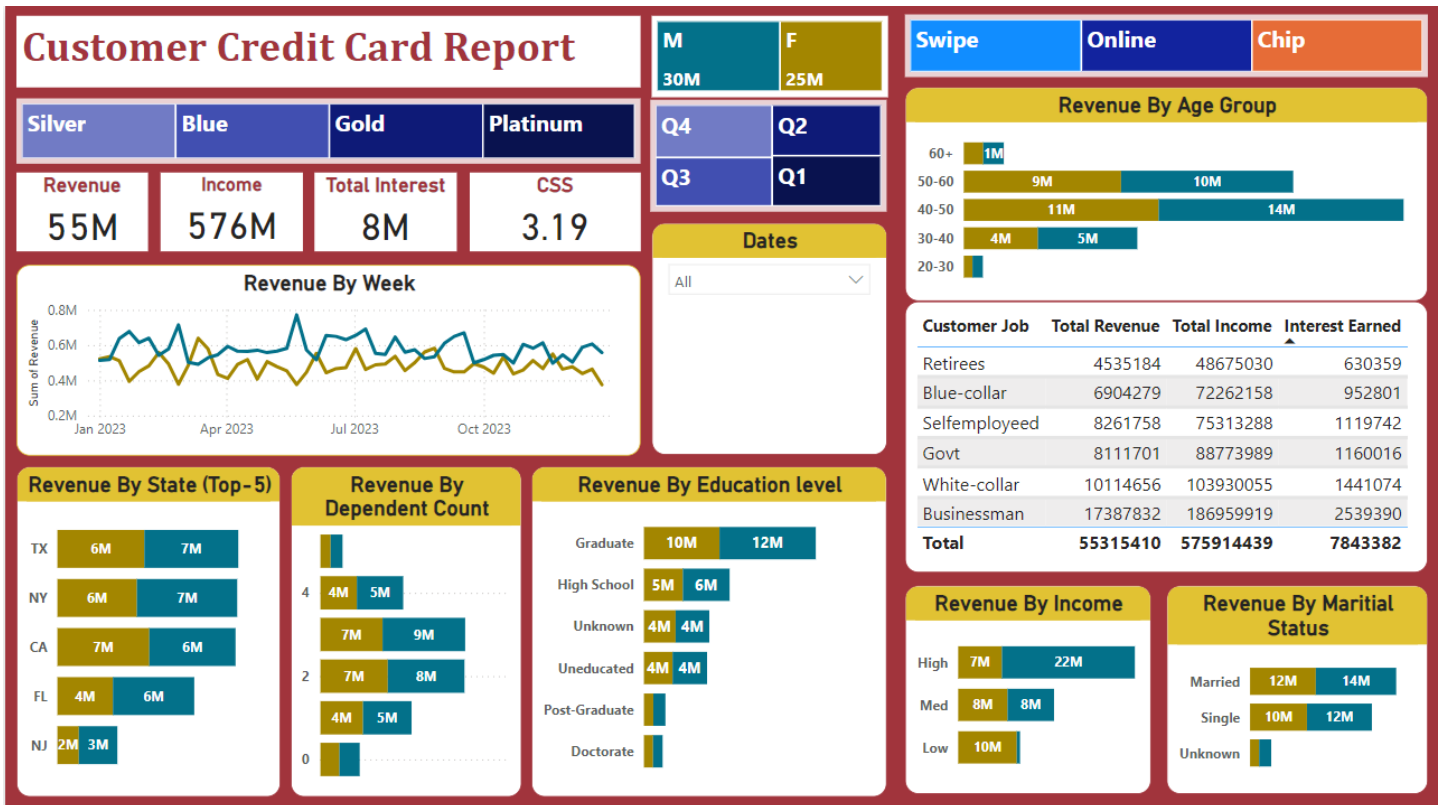 Customer Credit Card Report
M
30M
F
25M
Swipe
Online
Chip
Silver
Blue
Gold
Platinum
Q4
Q2
Q3
Q1
Revenue
55M
Income
576M
Total Interest
8M
CSS
3.19
Dates
All
Revenue By Week
Sum of Revenue
0.8M
0.6M
0.4M
0.2M
Jan 2023
Apr 2023
Jul 2023
Oct 2023
Revenue By Age Group
60+
1M
50-60
9M
10M
40-50
11M
14M
30-40
4M
5M
20-30
Customer Job Total Revenue Total Income Interest Earned
Retirees 4535184 48675030 630359
Blue-collar 6904279 72262158 952801
Selfemployeed 8261758 75313288 1119742
Govt 8111701 88773989 1160016
White-collar 10114656 103930055 1441074
Businessman 17387832 186959919 2539390
Total 55315410 575914439 7843382
Revenue By State (Top-5)
TX 6M 7M
NY 6M 7M
CA 7M 6M
FL 4M 6M
NJ 2M 3M
Revenue By
Dependent Count
4 4M 5M
7M 9M
2 7M 8M
4M 5M
0
Revenue By Education level
Graduate 10M 12M
High School 5M 6M
Unknown 4M 4M
Uneducated 4M 4M
Post-Graduate
Doctorate
Revenue By Income
High 7M 22M
Med 8M 8M
Low 10M
Revenue By Maritial
Status
Married 12M 14M
Single 10M 12M
Unknown